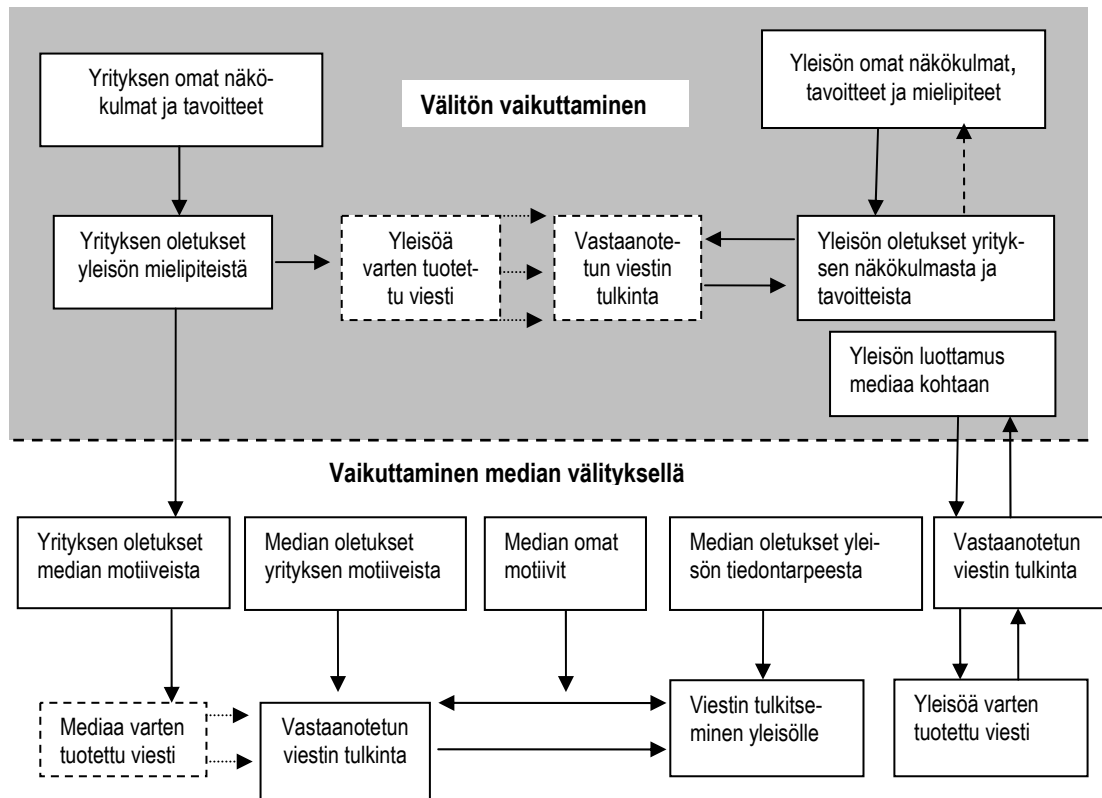 Yrityksen omat näkö-
kulmat ja tavoitteet
Välitön vaikuttaminen
Yleisön omat näkökulmat,
tavoitteet ja mielipiteet
Yrityksen oletukset
yleisön mielipiteistä
Yleisöä
varten tuotet-
tu viesti
Vastaanote-
tun viestin
tulkinta
Yleisön oletukset yrityk-
sen näkökulmasta ja
tavoitteista
Yleisön luottamus
mediaa kohtaan
Vaikuttaminen median välityksellä
Yrityksen oletukset
median motiiveista
Median oletukset
yrityksen motiiveista
Median omat
motiivit
Median oletukset ylei-
sön tiedontarpeesta
Vastaanotetun
viestin tulkinta
Mediaa varten
tuotettu viesti
Vastaanotetun
viestin tulkinta
Viestin tulkitse-
minen yleisölle
Yleisöä varten
tuotettu viesti